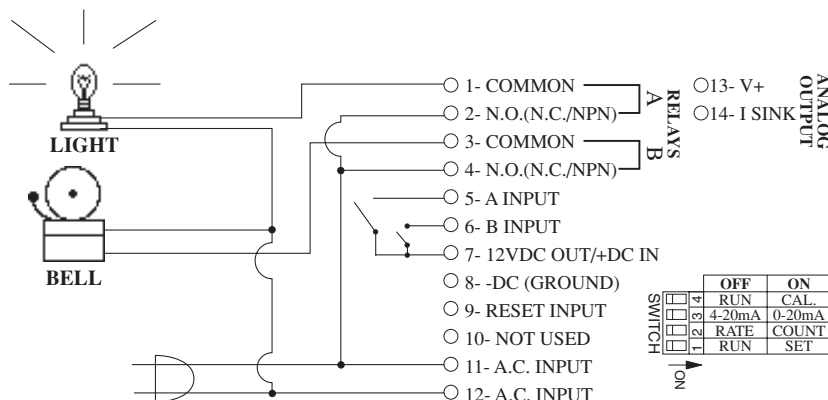 LIGHT
BELL
1- COMMON
2- N.O.(N.C./NPN)
3- COMMON
4- N.O.(N.C./NPN)
5- A INPUT
6- B INPUT
7- 12VDC OUT/+DC IN
8- -DC (GROUND)
9- RESET INPUT
10- NOT USED
11- A.C. INPUT
12- A.C. INPUT
A
B
RELAYS
13- V+
14- I SINK
ANALOG
OUTPUT
OFF ON
4 RUN CAL.
3 4-20mA 0-20mA
2 RATE COUNT
1 RUN SET
SWITCH
ON